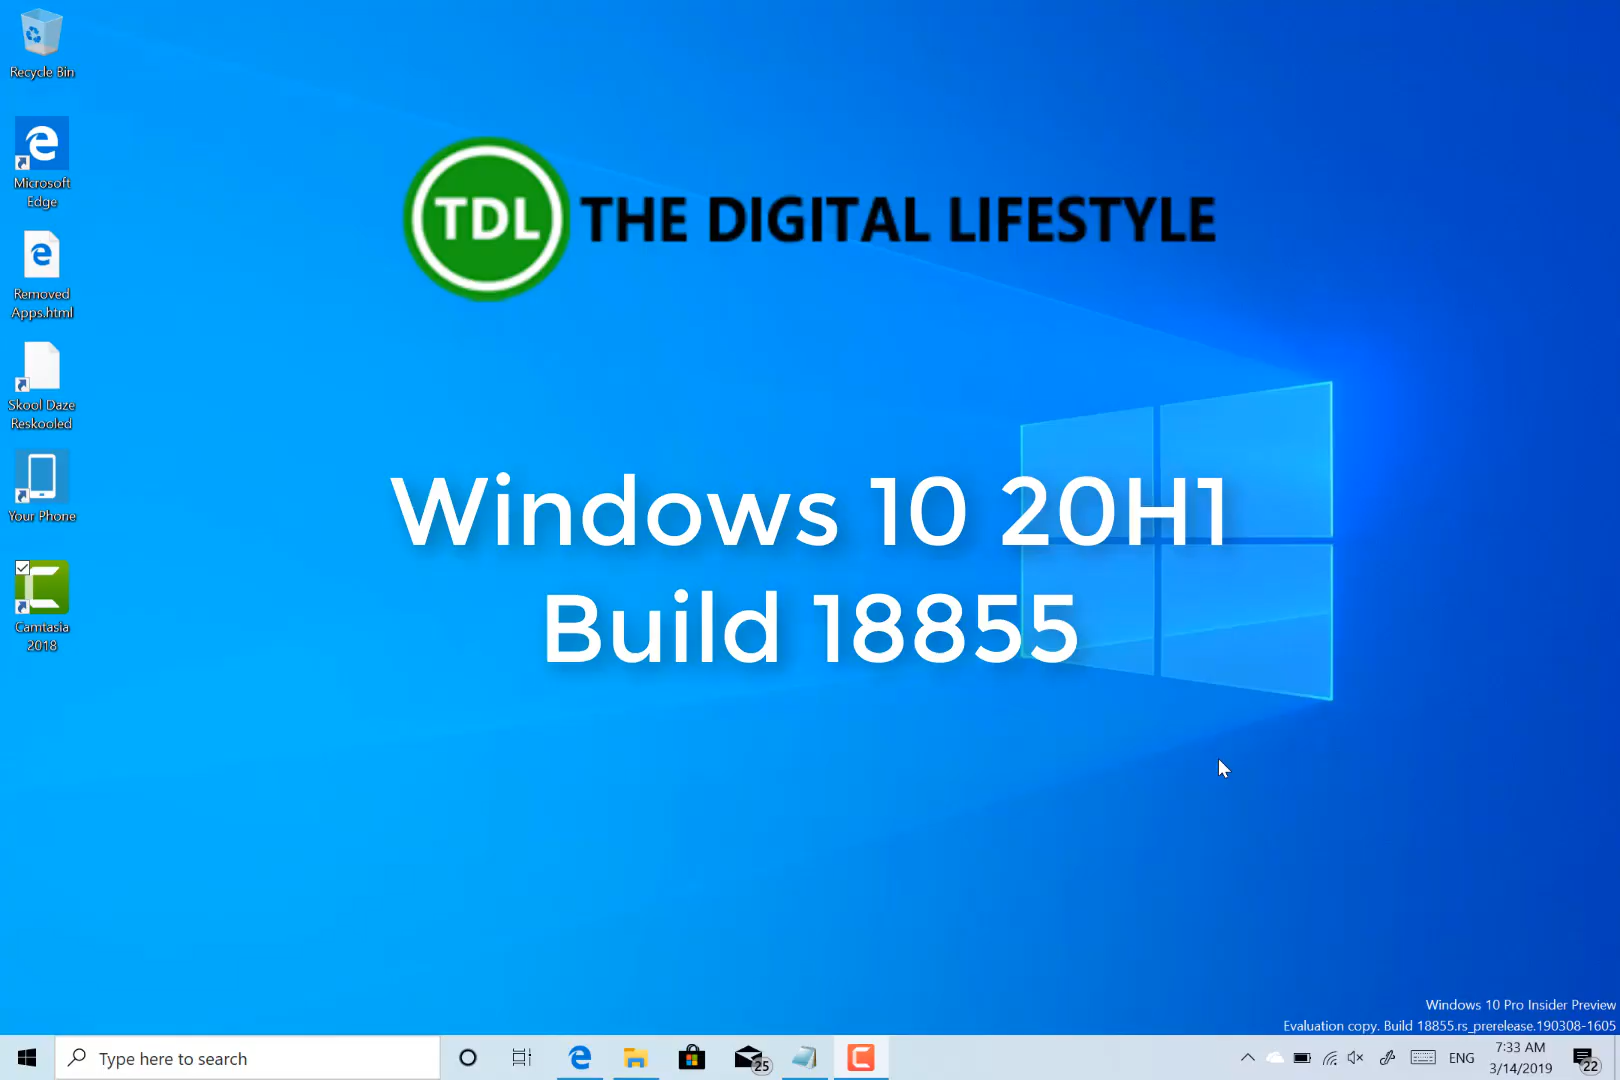 Recycle Bin
Microsoft
Edge
Removed
Apps.html
Skool Daze
Reskooled
Your Phone
Camtasia
2018
TDL THE DIGITAL LIFESTYLE
Windows 10 20H1
Build 18855
Windows 10 Pro Insider Preview
Evaluation copy. Build 18855.rs_prerelease.190308-1605
Type here to search
25
ENG
7:33 AM
3/14/2019
22